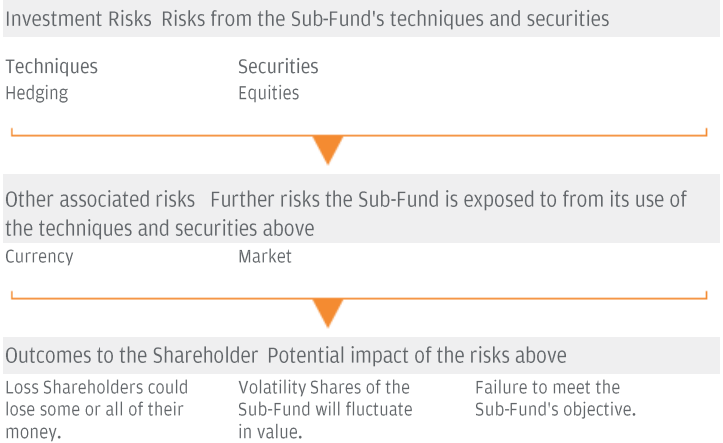 Investment Risks Risks from the Sub-Fund's techniques and securities
Techniques Securities
Hedging Equities
Other associated risks Further risks the Sub-Fund is exposed to from its use of
the techniques and securities above
Currency Market
Outcomes to the Shareholder Potential impact of the risks above
Loss Shareholders could
lose some or all of their
money.
Volatility Shares of the
Sub-Fund will fluctuate
in value.
Failure to meet the
Sub-Fund's objective.